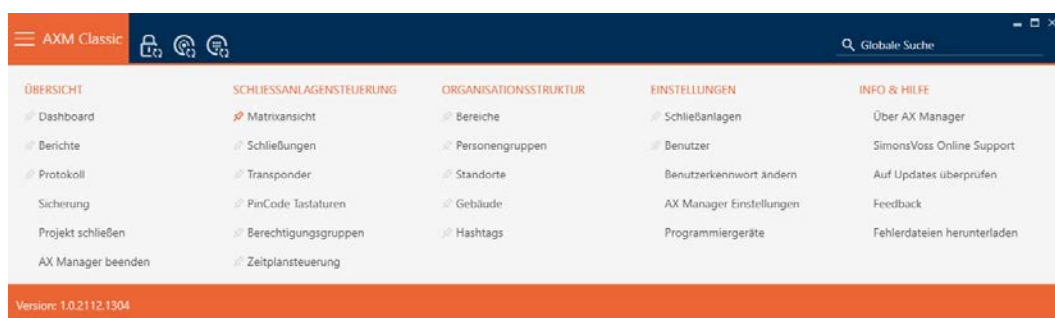 AXM Classic
Globale Suche
ÜBERSICHT
Dashboard
Berichte
Protokoll
Sicherung
Projekt schließen
AX Manager beenden
SCHLIESSANLAGENSTEUERUNG
Matrixansicht
Schließungen
Transponder
PinCode Tastaturen
Berechtigungsgruppen
Zeitplansteuerung
ORGANISATIONSSTRUKTUR
Bereiche
Personengruppen
Standorte
Gebäude
Hashtags
EINSTELLUNGEN
Schließanlagen
Benutzer
Benutzerkennwort ändern
AX Manager Einstellungen
Programmiergeräte
INFO & HILFE
Über AX Manager
SimonsVoss Online Support
Auf Updates überprüfen
Feedback
Fehlerdateien herunterladen
Version: 1.0.2112.1304